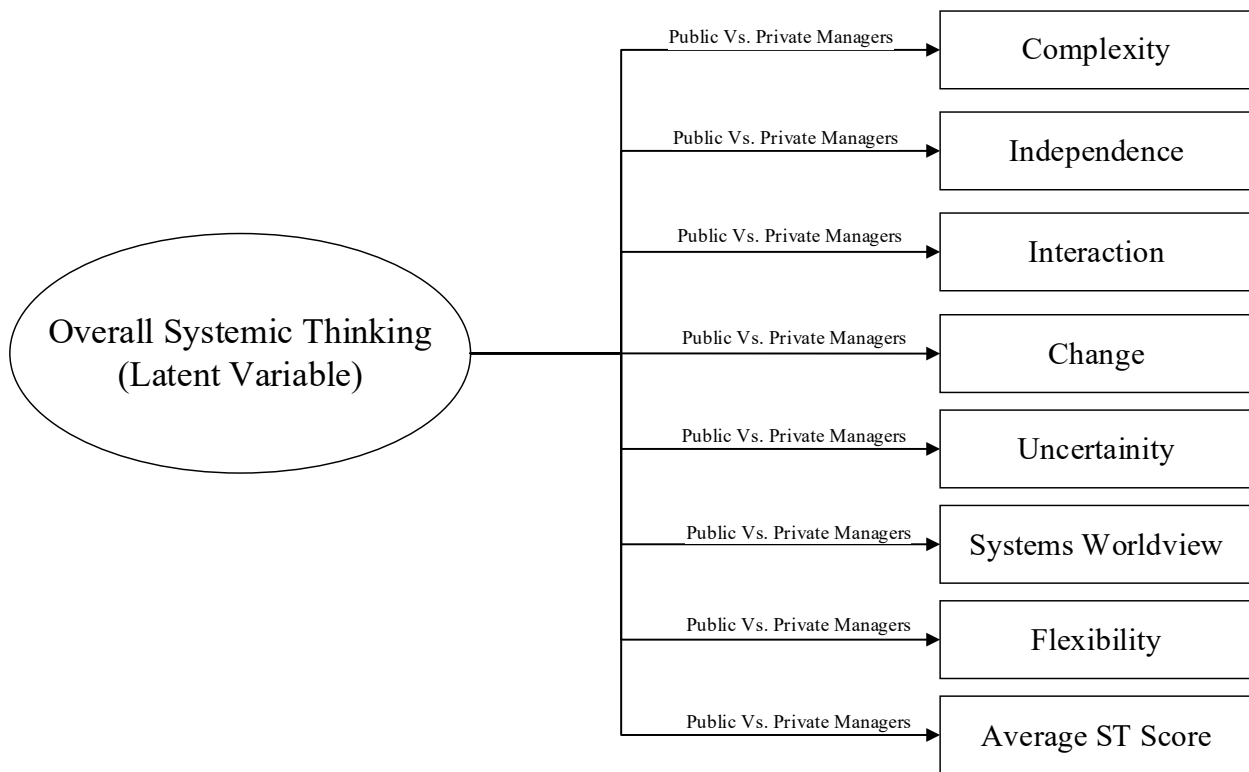 Public Vs. Private Managers
Complexity
Public Vs. Private Managers
Independence
Public Vs. Private Managers
Interaction
Overall Systemic Thinking
(Latent Variable)
Public Vs. Private Managers
Change
Public Vs. Private Managers
Uncertainity
Public Vs. Private Managers
Systems Worldview
Public Vs. Private Managers
Flexibility
Public Vs. Private Managers
Average ST Score